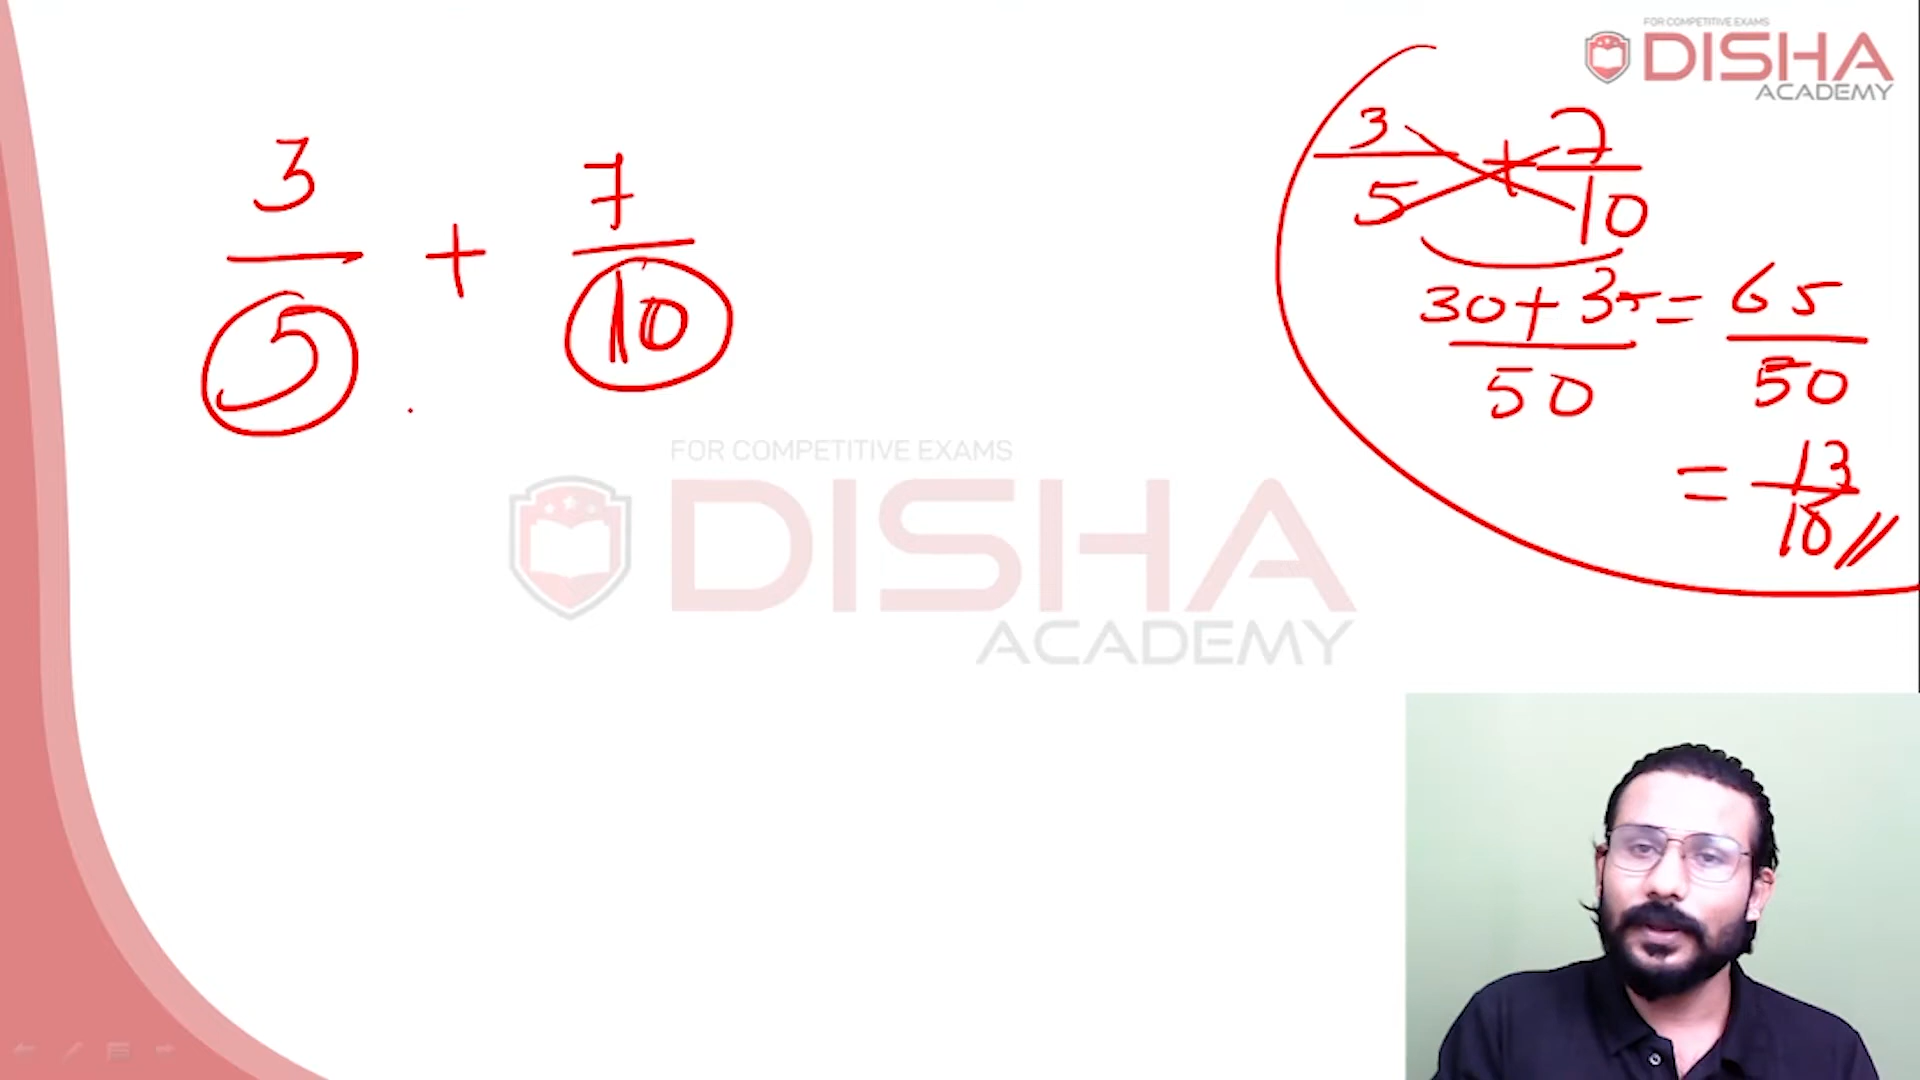 FOR COMPETITIVE EXAMS
DISHA
ACADEMY
3/5 + 7/10
3/5 + 7/10
30+35/50 = 65/50
= 13/10 //
FOR COMPETITIVE EXAMS
DISHA
ACADEMY